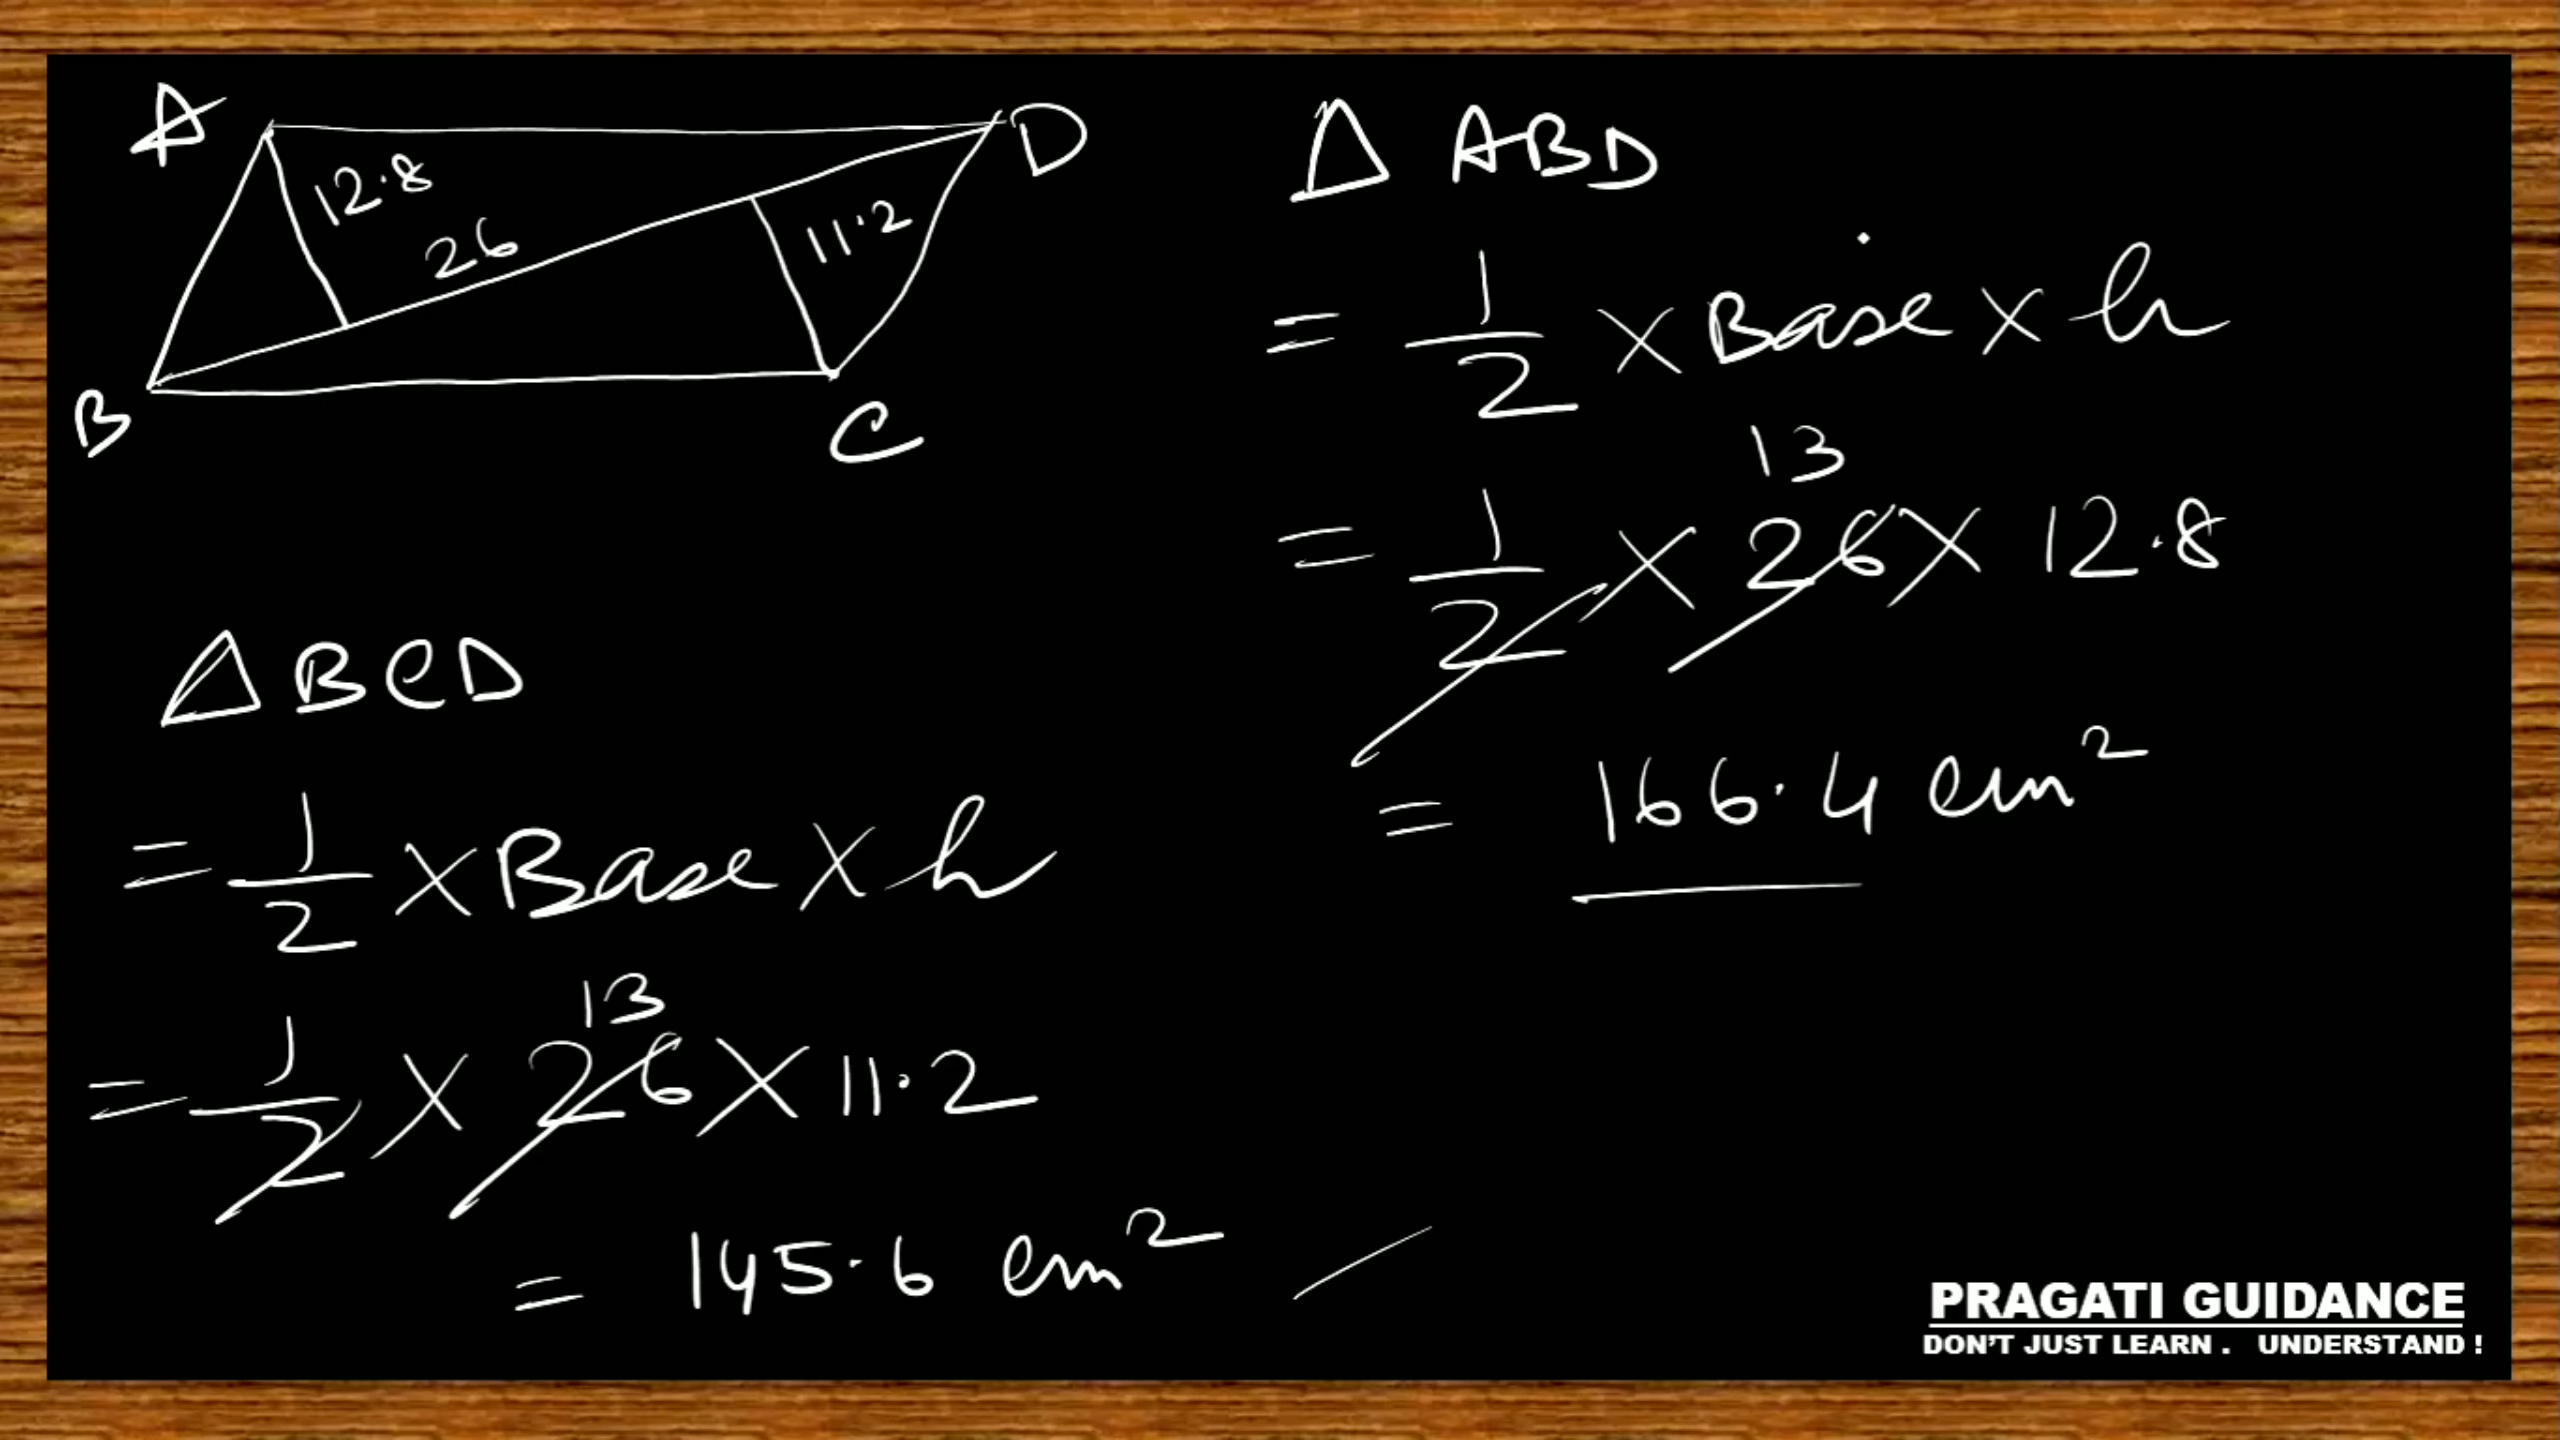 A
D
12.8
26
11.2
B
C
Δ BCD
= 1/2 × Base × h
13
= 1/2 × 26 × 11.2
= 145.6 cm²
Δ ABD
= 1/2 × Base × h
13
= 1/2 × 26 × 12.8
= 166.4 cm²
PRAGATI GUIDANCE
DON'T JUST LEARN . UNDERSTAND !